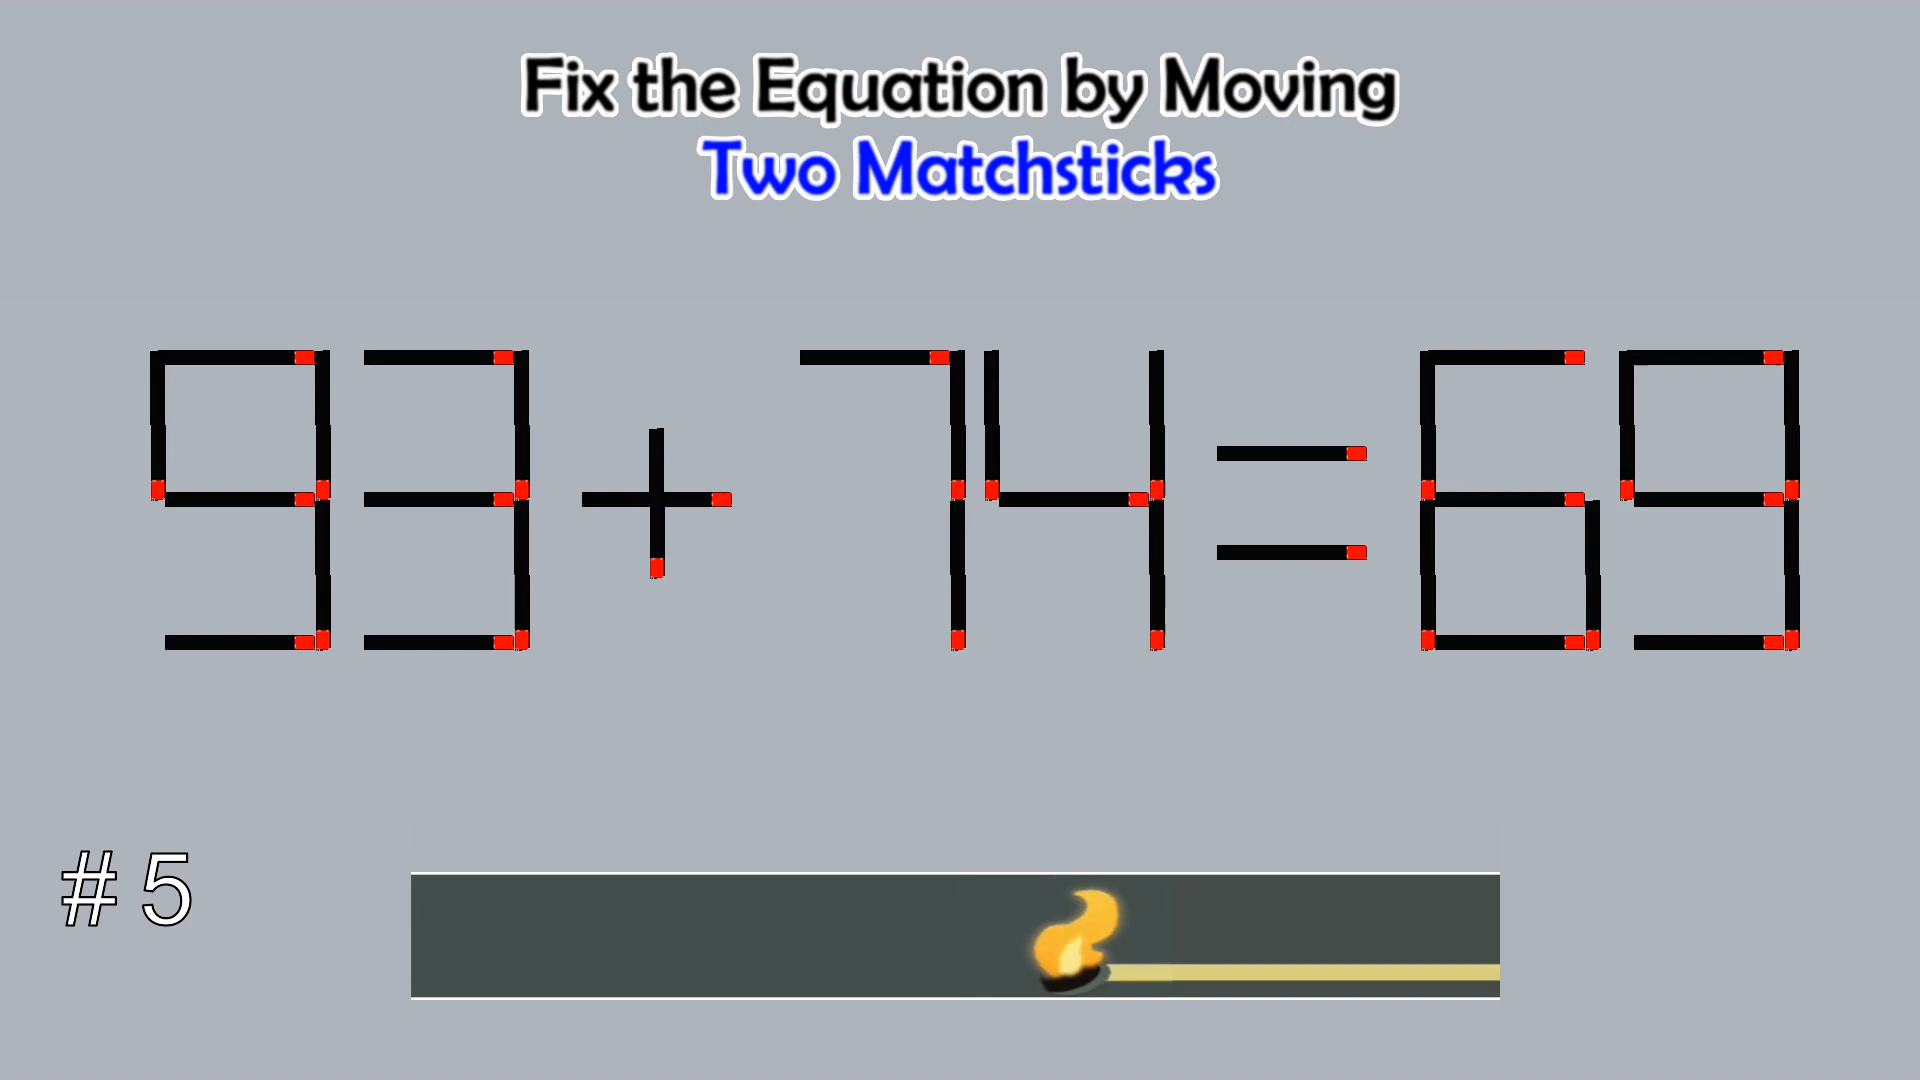 Fix the Equation by Moving
Two Matchsticks
93+74=69
# 5